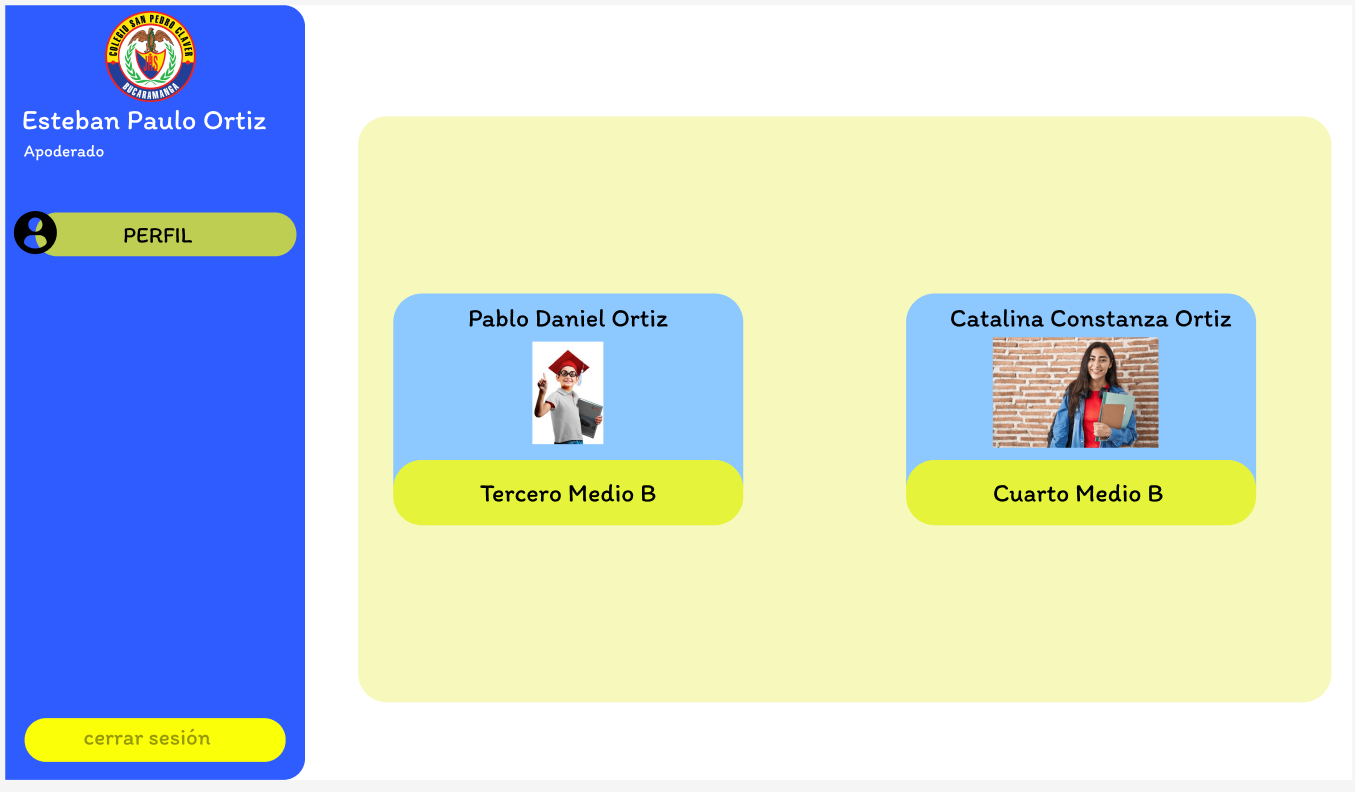 COLEGIO SAN PEDRO CLAVER
BUCARAMANGA
Esteban Paulo Ortiz
Apoderado
PERFIL
cerrar sesión
Pablo Daniel Ortiz
Tercero Medio B
Catalina Constanza Ortiz
Cuarto Medio B